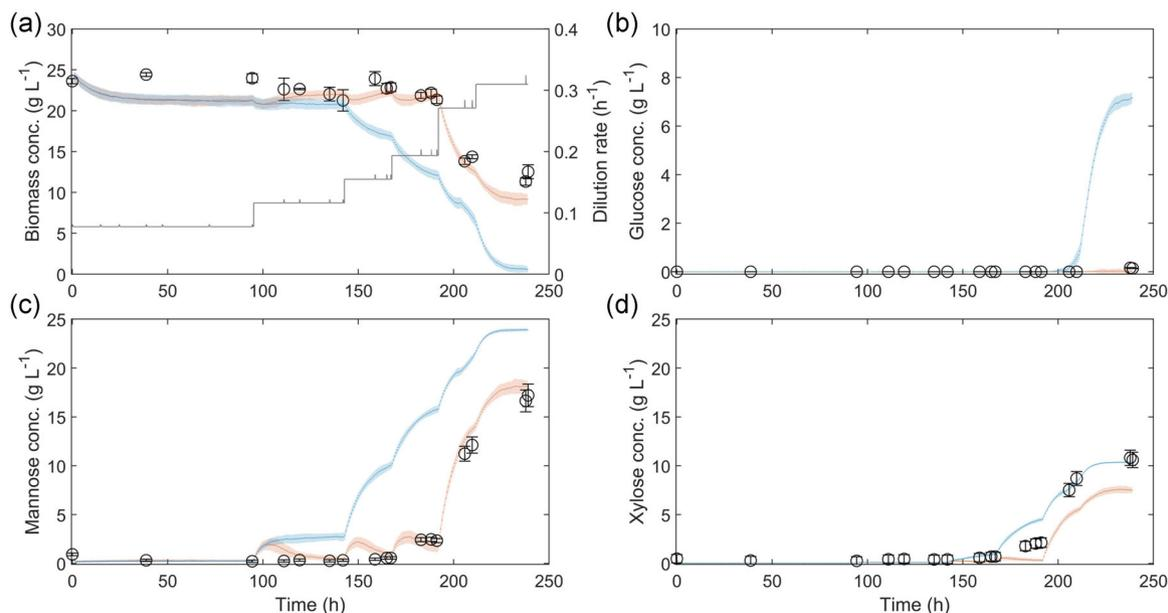 (a)
30
25
20
15
10
5
0
Biomass conc. (g L⁻¹)
0.4
0.3
0.2
0.1
0
Dilution rate (h⁻¹)
0 50 100 150 200 250
(b)
10
8
6
4
2
0
Glucose conc. (g L⁻¹)
0 50 100 150 200 250
(c)
25
20
15
10
5
0
Mannose conc. (g L⁻¹)
0 50 100 150 200 250
Time (h)
(d)
25
20
15
10
5
0
Xylose conc. (g L⁻¹)
0 50 100 150 200 250
Time (h)